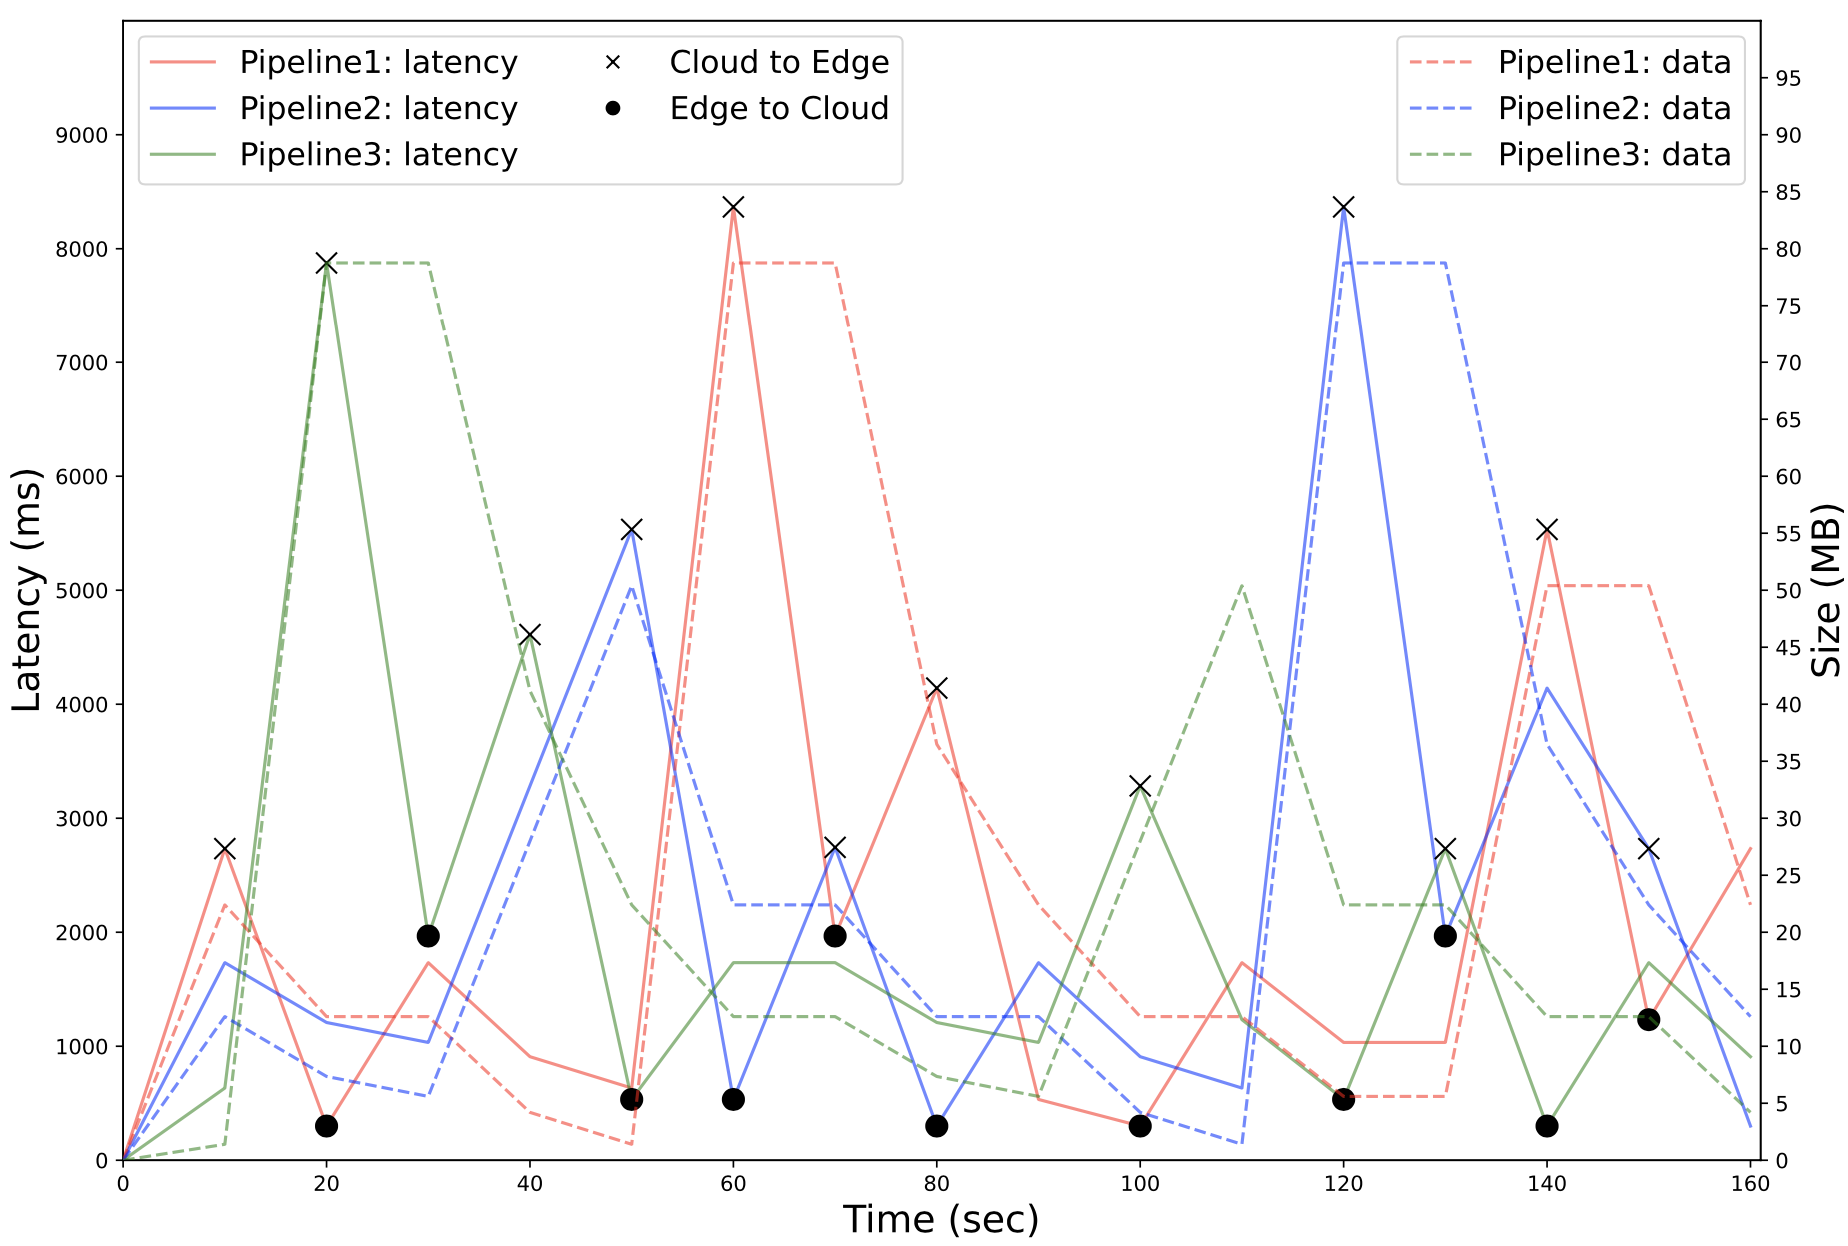 Pipeline1: latency
Pipeline2: latency
Pipeline3: latency
Cloud to Edge
Edge to Cloud
Pipeline1: data
Pipeline2: data
Pipeline3: data
Latency (ms)
9000
8000
7000
6000
5000
4000
3000
2000
1000
0
95
90
85
80
75
70
65
60
55
50
45
40
35
30
25
20
15
10
5
0
Size (MB)
0 20 40 60 80 100 120 140 160
Time (sec)